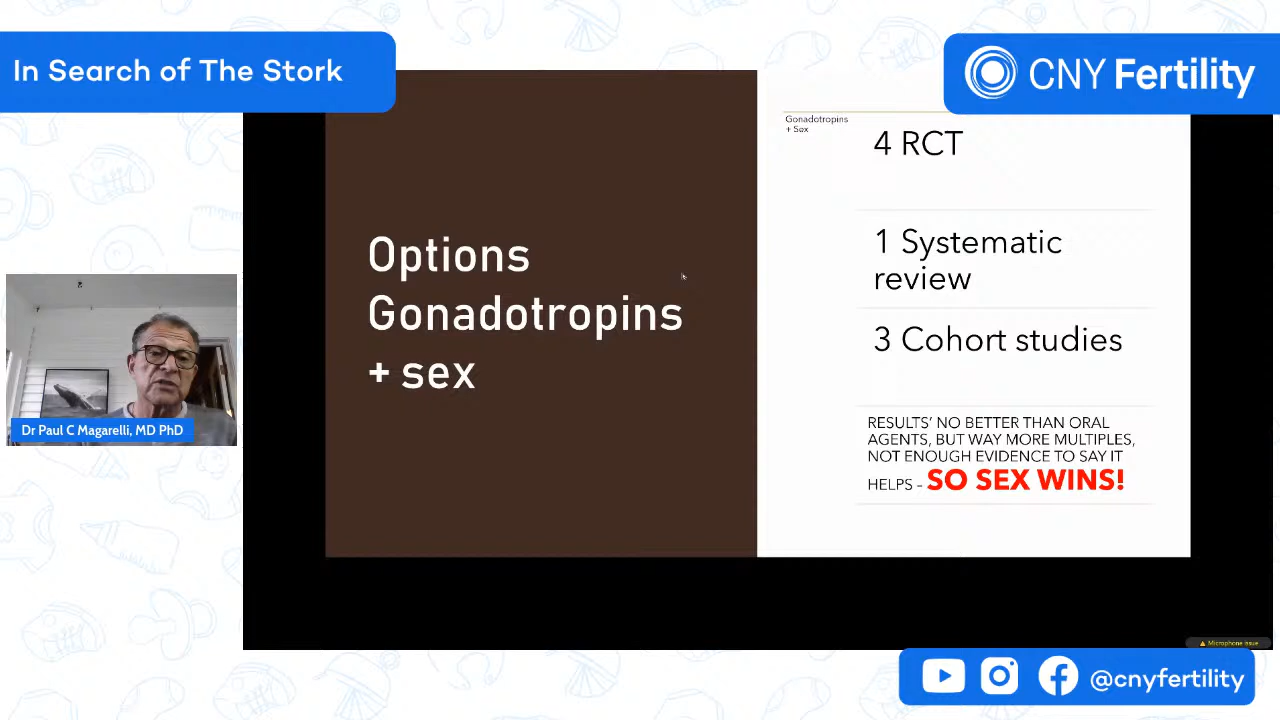 In Search of The Stork
CNY Fertility
Options
Gonadotropins
+ sex
Gonadotropins
+ Sex
4 RCT
1 Systematic
review
3 Cohort studies
RESULTS’ NO BETTER THAN ORAL
AGENTS, BUT WAY MORE MULTIPLES,
NOT ENOUGH EVIDENCE TO SAY IT
HELPS – SO SEX WINS!
Dr Paul C Magarelli, MD PhD
Microphone issue
@cnyfertility